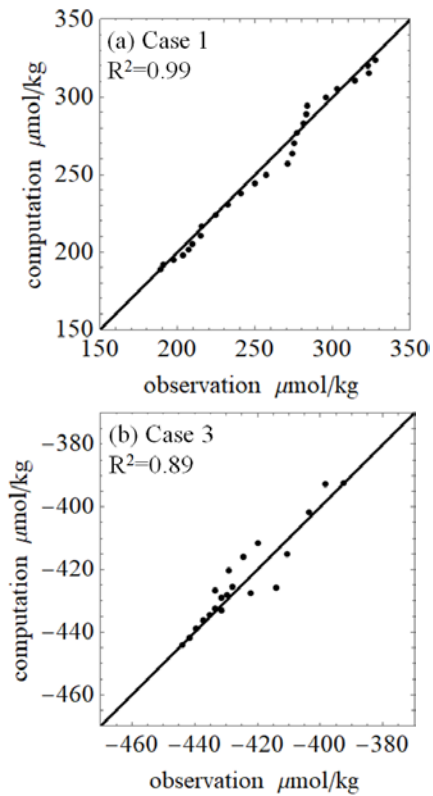 350
(a) Case 1
R²=0.99
300
250
200
150
computation μmol/kg
150 200 250 300 350
observation μmol/kg
(b) Case 3
R²=0.89
−380
−400
−420
−440
−460
computation μmol/kg
−460 −440 −420 −400 −380
observation μmol/kg